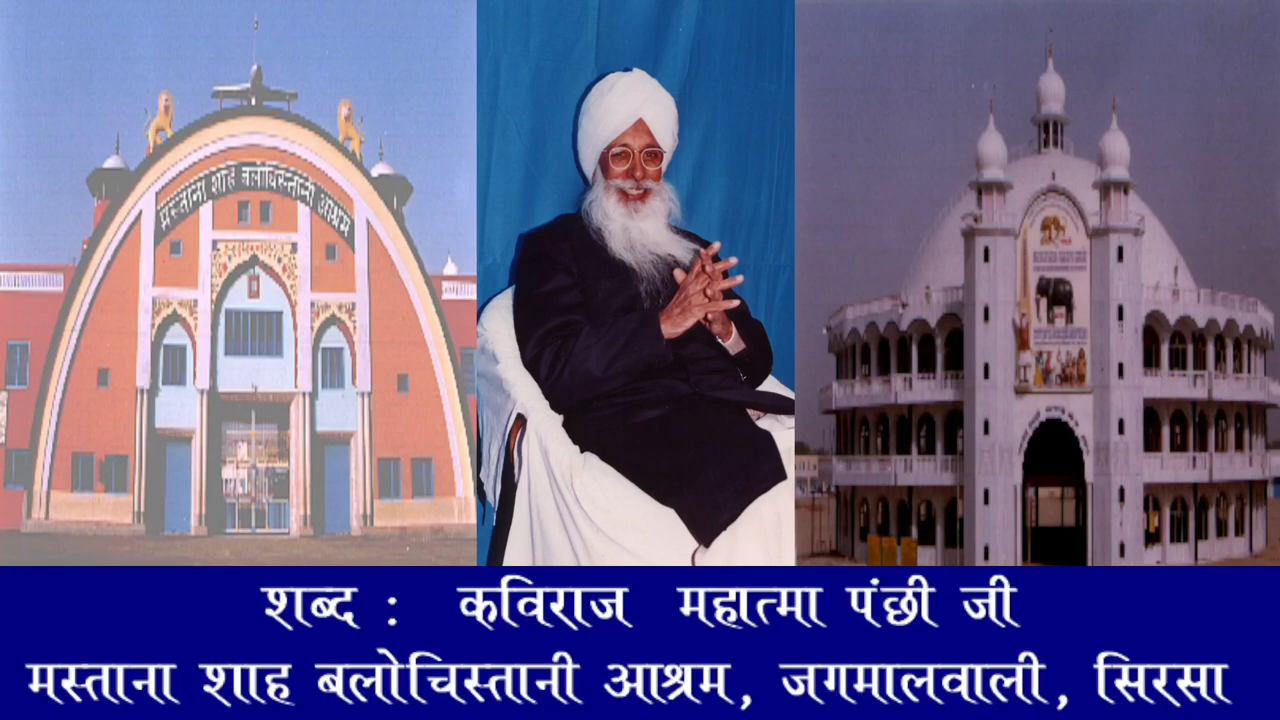 मस्ताना शाह बलोचिस्तानी आश्रम
शब्द : कविराज महात्मा पंछी जी
मस्ताना शाह बलोचिस्तानी आश्रम, जगमालवाली, सिरसा